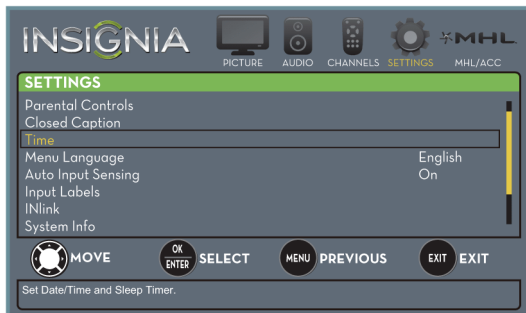 INSIGNIA
PICTURE AUDIO CHANNELS SETTINGS MHL MHL/ACC
SETTINGS
Parental Controls
Closed Caption
Time
Menu Language English
Auto Input Sensing On
Input Labels
INlink
System Info
MOVE OK ENTER SELECT MENU PREVIOUS EXIT EXIT
Set Date/Time and Sleep Timer.